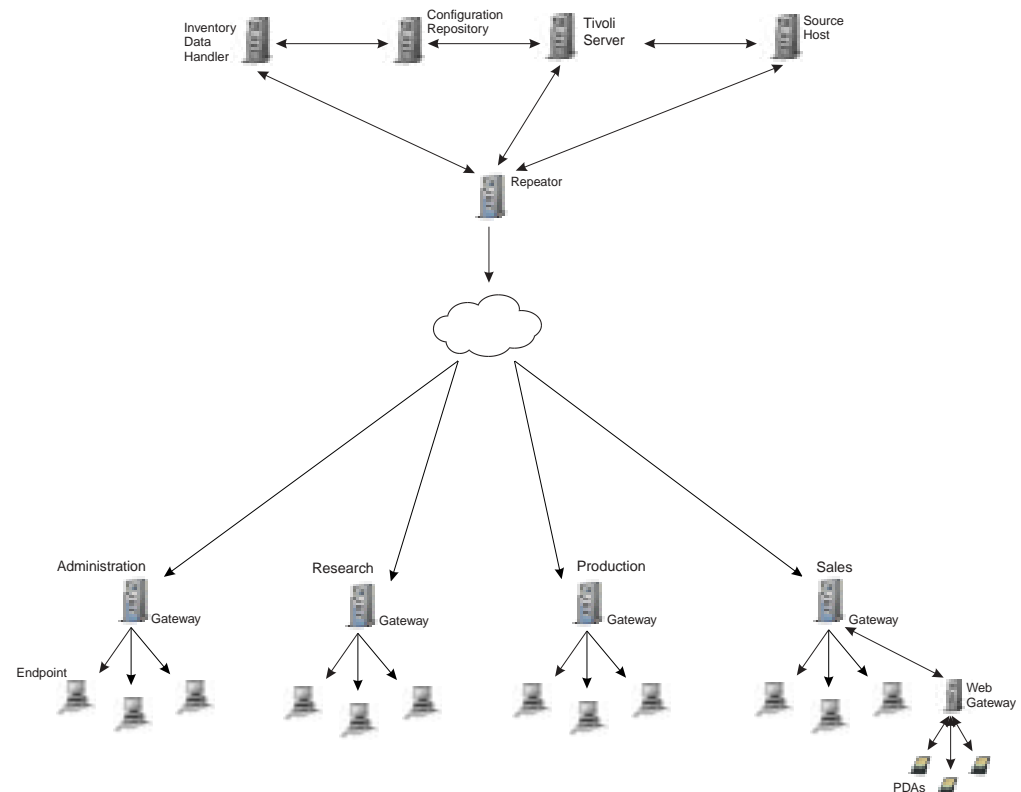 Inventory
Data
Handler
Configuration
Repository
Tivoli
Server
Source
Host
Repeator
Administration
Research
Production
Sales
Gateway
Gateway
Gateway
Gateway
Endpoint
Web
Gateway
PDAs